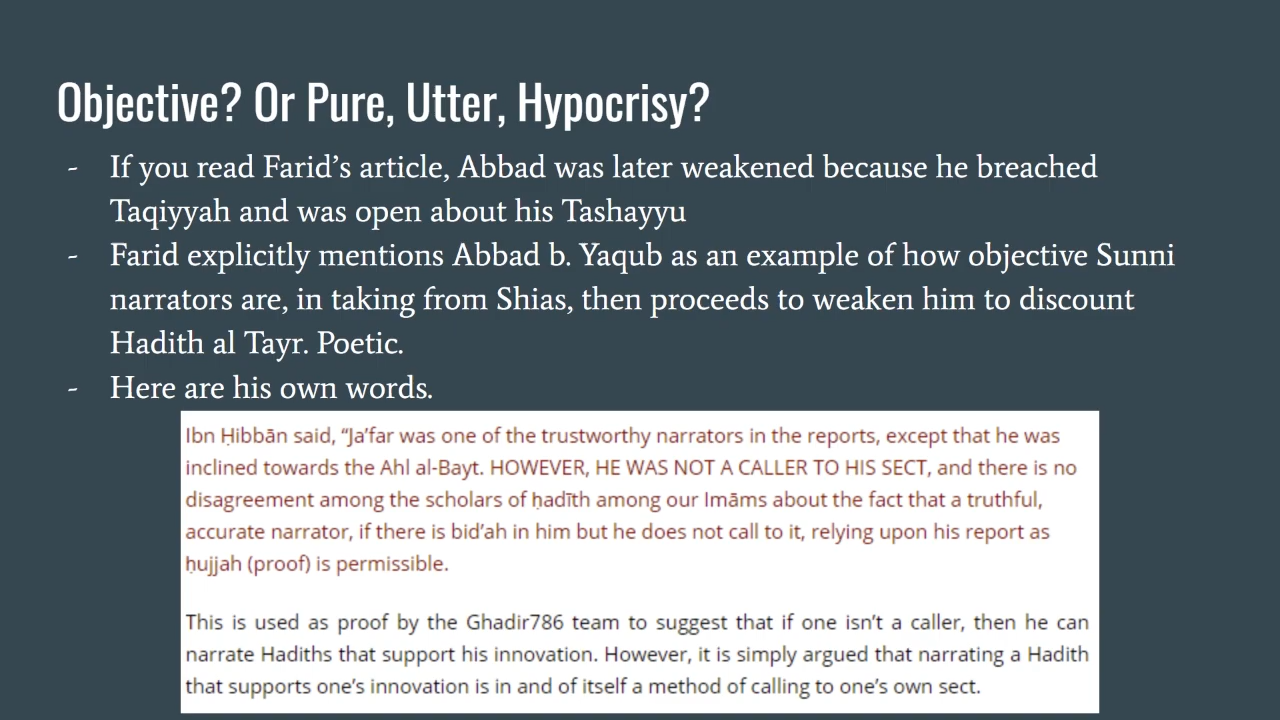 Objective? Or Pure, Utter, Hypocrisy?
- If you read Farid’s article, Abbad was later weakened because he breached
Taqiyyah and was open about his Tashayyu
- Farid explicitly mentions Abbad b. Yaqub as an example of how objective Sunni
narrators are, in taking from Shias, then proceeds to weaken him to discount
Hadith al Tayr. Poetic.
- Here are his own words.
Ibn Ḥibbān said, “Ja’far was one of the trustworthy narrators in the reports, except that he was
inclined towards the Ahl al-Bayt. HOWEVER, HE WAS NOT A CALLER TO HIS SECT, and there is no
disagreement among the scholars of ḥadīth among our Imāms about the fact that a truthful,
accurate narrator, if there is bid’ah in him but he does not call to it, relying upon his report as
ḥujjah (proof) is permissible.
This is used as proof by the Ghadir786 team to suggest that if one isn’t a caller, then he can
narrate Hadiths that support his innovation. However, it is simply argued that narrating a Hadith
that supports one’s innovation is in and of itself a method of calling to one’s own sect.